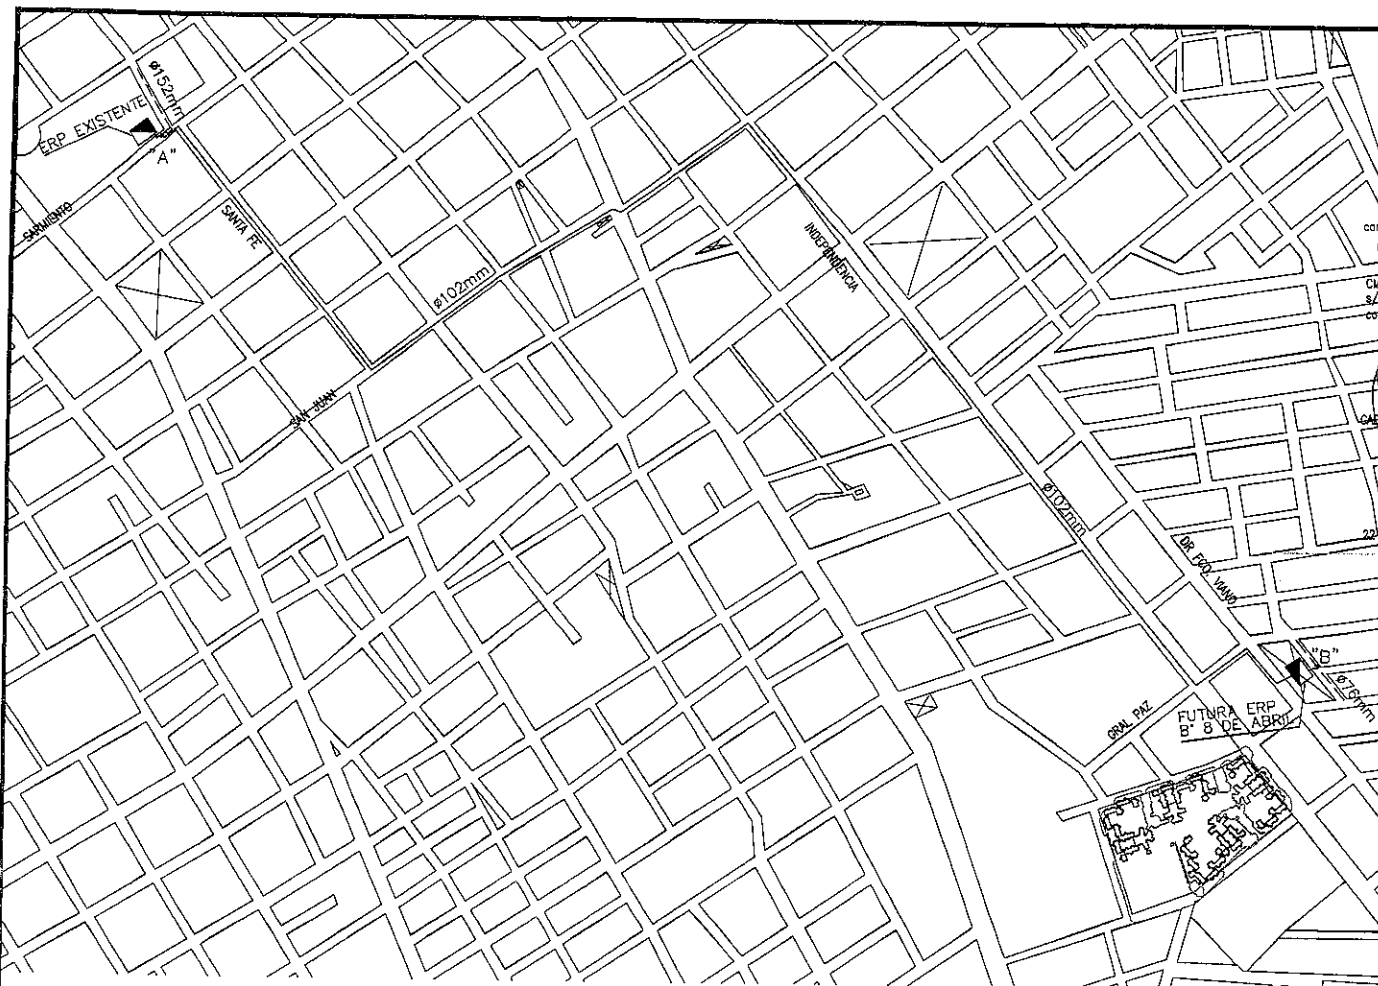 ø152mm
ERP EXISTENTE
"A"
SARMIENTO
SANTA FE
INDEPENDENCIA
ø102mm
SAN JUAN
ø102mm
DR FCO. VIANO
"B"
ø76mm
GRAL PAZ
FUTURA ERP
B° 8 DE ABRIL
s/
22